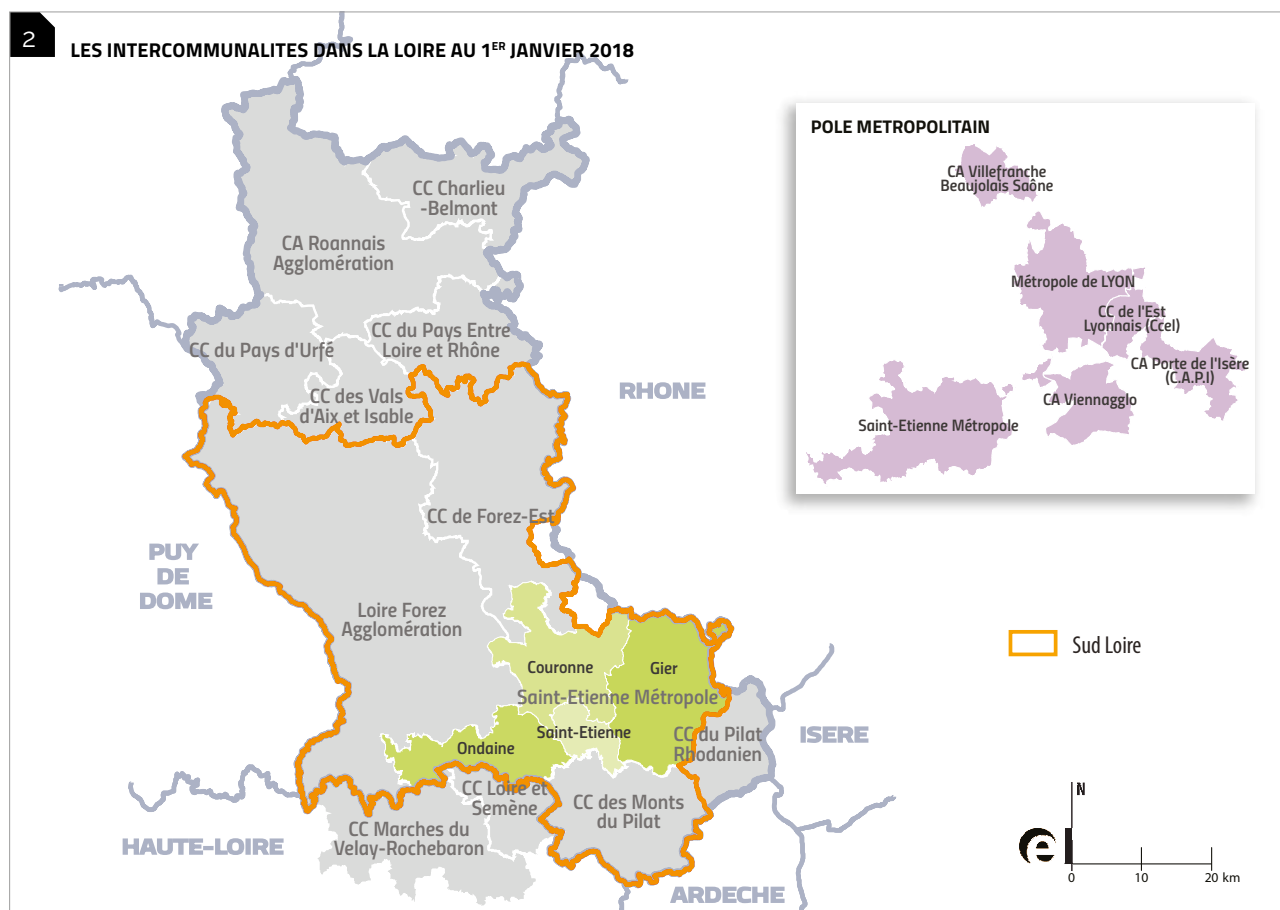 2
LES INTERCOMMUNALITES DANS LA LOIRE AU 1ER JANVIER 2018
POLE METROPOLITAIN
CA Villefranche
Beaujolais Saône
Métropole de LYON
CC de l'Est
Lyonnais (Ccel)
CA Porte de l'Isère
(C.A.P.I)
CA Viennagglo
Saint-Etienne Métropole
CC Charlieu
-Belmont
CA Roannais
Agglomération
CC du Pays Entre
Loire et Rhône
CC du Pays d'Urfé
CC des Vals
d'Aix et Isable
RHONE
CC de Forez-Est
PUY
DE
DOME
Loire Forez
Agglomération
Couronne
Gier
Saint-Etienne Métropole
Saint-Etienne
Ondaine
CC du Pilat
Rhodanien
ISERE
Sud Loire
CC Loire et
Semène
CC des Monts
du Pilat
CC Marches du
Velay-Rochebaron
HAUTE-LOIRE
ARDECHE
N
e
0 10 20 km